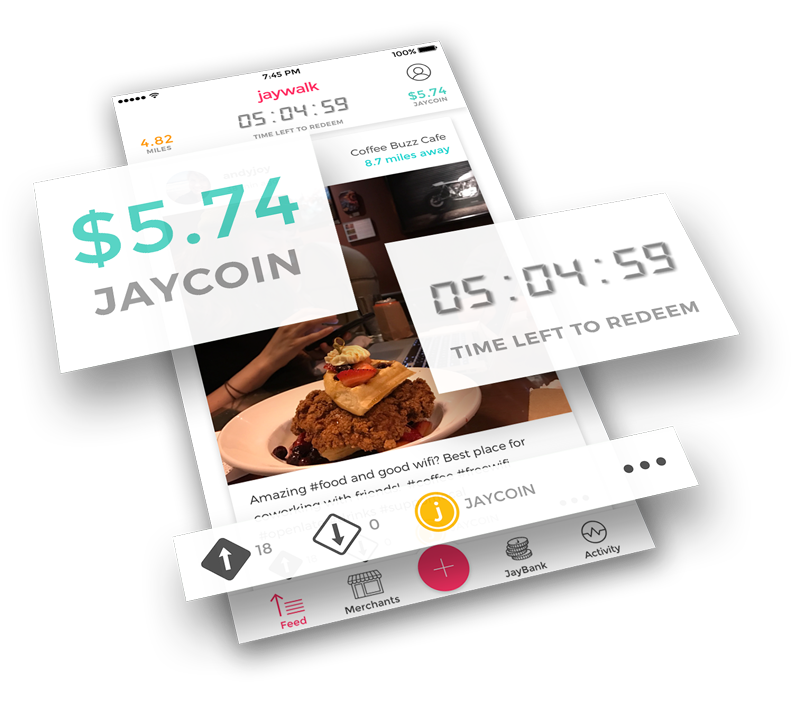 7:45 PM
100%
jaywalk
4.82
MILES
05:04:59
TIME LEFT TO REDEEM
$5.74
JAYCOIN
Coffee Buzz Cafe
8.7 miles away
$5.74
JAYCOIN
05:04:59
TIME LEFT TO REDEEM
Amazing #food and good wifi? Best place for
coworking with friends! #coffee #freewifi
18
0
j
JAYCOIN
Feed
Merchants
+
JayBank
Activity